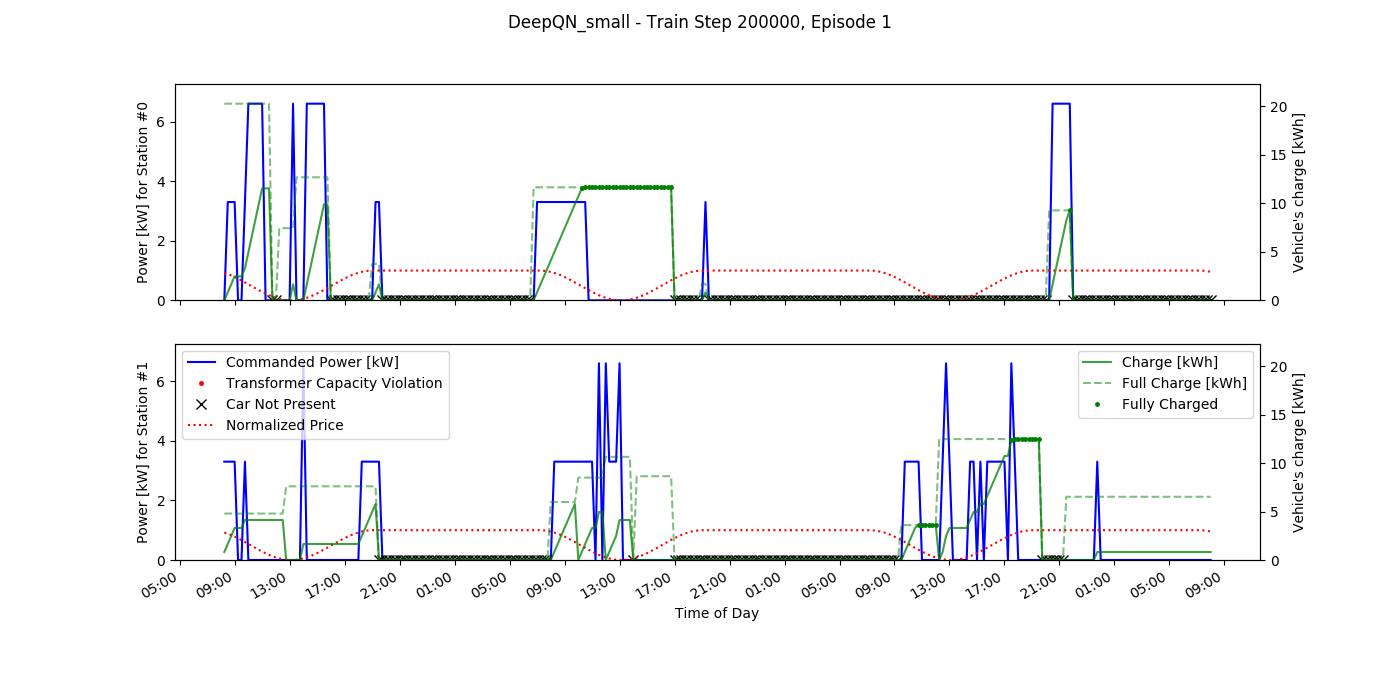 DeepQN_small - Train Step 200000, Episode 1
Power [kW] for Station #0
6
4
2
0
20
15
10
5
0
Vehicle's charge [kWh]
Power [kW] for Station #1
6
4
2
0
Commanded Power [kW]
Transformer Capacity Violation
Car Not Present
Normalized Price
Charge [kWh]
Full Charge [kWh]
Fully Charged
20
15
10
5
0
Vehicle's charge [kWh]
05:00 09:00 13:00 17:00 21:00 01:00 05:00 09:00 13:00 17:00 21:00 01:00 05:00 09:00 13:00 17:00 21:00 01:00 05:00 09:00
Time of Day